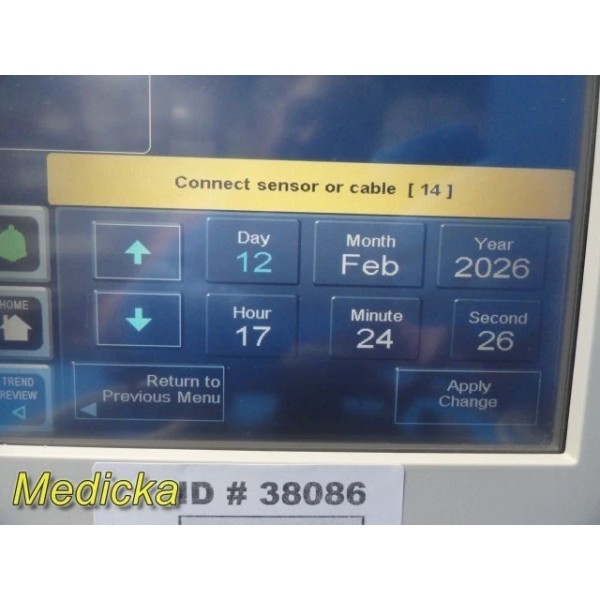 Connect sensor or cable [ 14 ]
Day
12
Month
Feb
Year
2026
HOME
Hour
17
Minute
24
Second
26
TREND
REVIEW
Return to
Previous Menu
Apply
Change
Medicka
ID # 38086